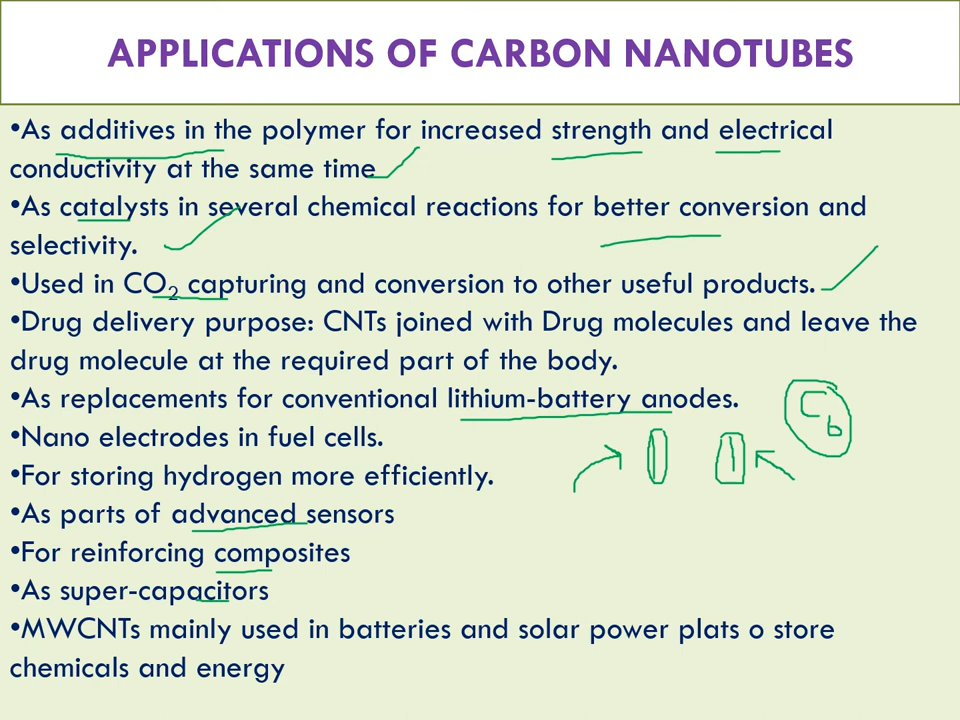 APPLICATIONS OF CARBON NANOTUBES
•As additives in the polymer for increased strength and electrical
conductivity at the same time
•As catalysts in several chemical reactions for better conversion and
selectivity.
•Used in CO₂ capturing and conversion to other useful products.
•Drug delivery purpose: CNTs joined with Drug molecules and leave the
drug molecule at the required part of the body.
•As replacements for conventional lithium-battery anodes.
C6
•Nano electrodes in fuel cells.
•For storing hydrogen more efficiently.
•As parts of advanced sensors
•For reinforcing composites
•As super-capacitors
•MWCNTs mainly used in batteries and solar power plats o store
chemicals and energy